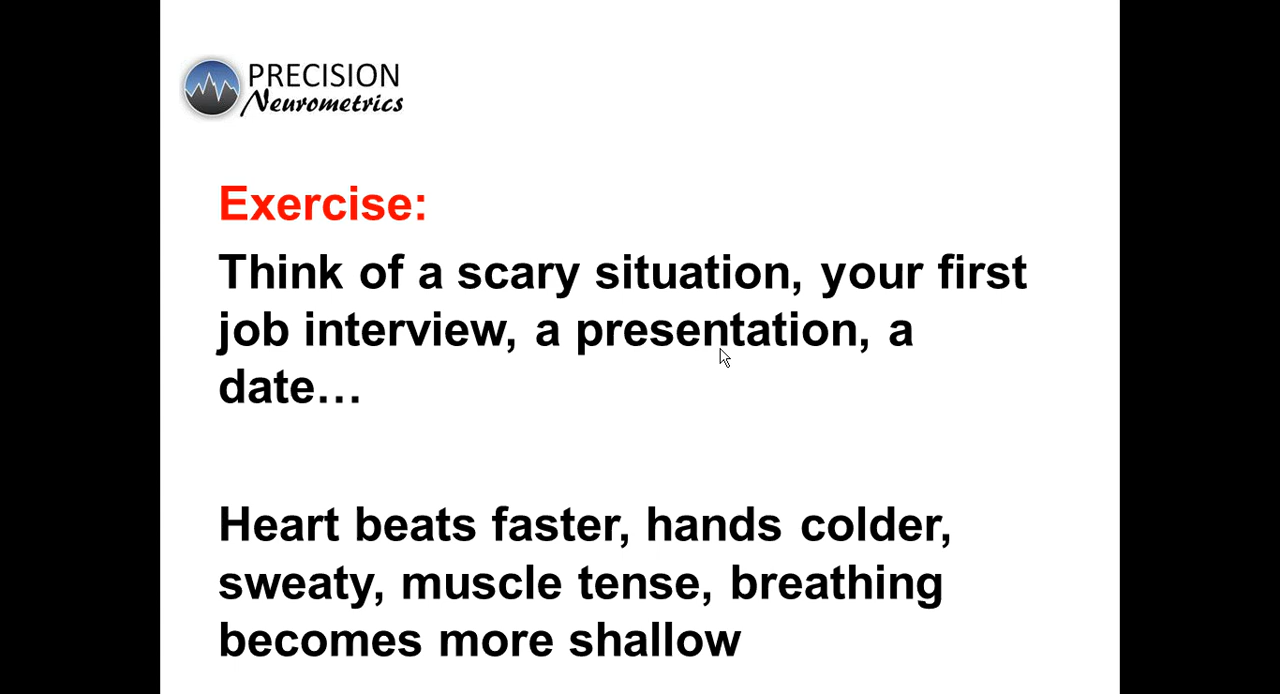 PRECISION
Neurometrics
Exercise:
Think of a scary situation, your first
job interview, a presentation, a
date…
Heart beats faster, hands colder,
sweaty, muscle tense, breathing
becomes more shallow